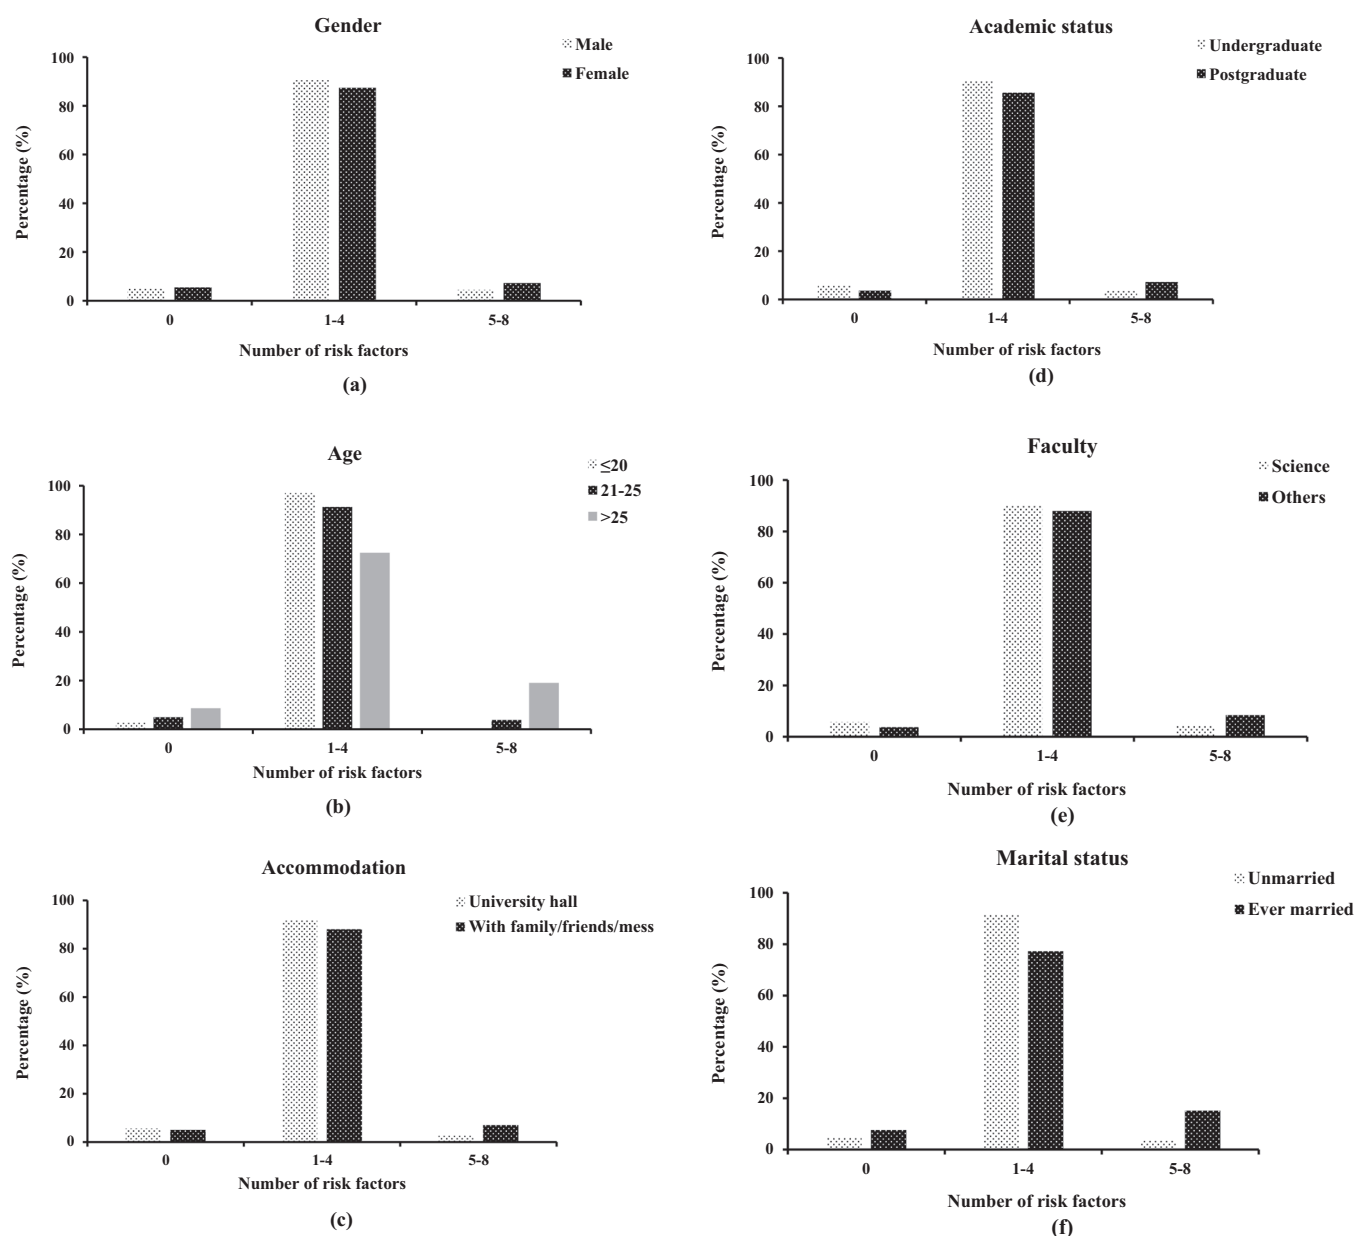 Gender
Male
Female
Percentage (%)
100
80
60
40
20
0
0 1-4 5-8
Number of risk factors
(a)
Academic status
Undergraduate
Postgraduate
Percentage (%)
100
80
60
40
20
0
0 1-4 5-8
Number of risk factors
(d)
Age
≤20
21-25
>25
Percentage (%)
100
80
60
40
20
0
0 1-4 5-8
Number of risk factors
(b)
Faculty
Science
Others
Percentage (%)
100
80
60
40
20
0
0 1-4 5-8
Number of risk factors
(e)
Accommodation
University hall
With family/friends/mess
Percentage (%)
100
80
60
40
20
0
0 1-4 5-8
Number of risk factors
(c)
Marital status
Unmarried
Ever married
Percentage (%)
100
80
60
40
20
0
0 1-4 5-8
Number of risk factors
(f)